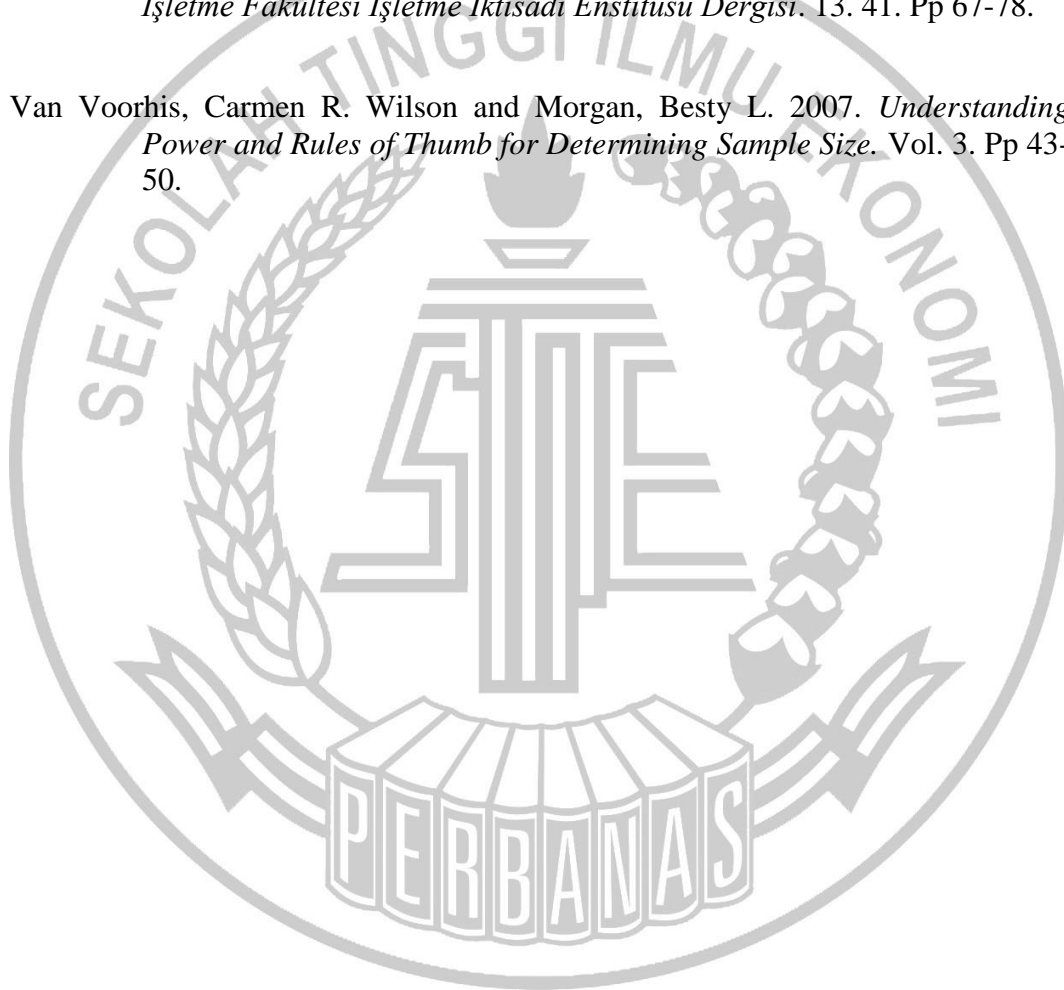 İşletme Fakültesi İşletme İktisadi Enstitüsü Dergisi. 13. 41. Pp 67-78.
Van Voorhis, Carmen R. Wilson and Morgan, Besty L. 2007. Understanding
Power and Rules of Thumb for Determining Sample Size. Vol. 3. Pp 43-
50.
SEKOLAH TINGGI ILMU EKONOMI
STIE
PERBANAS